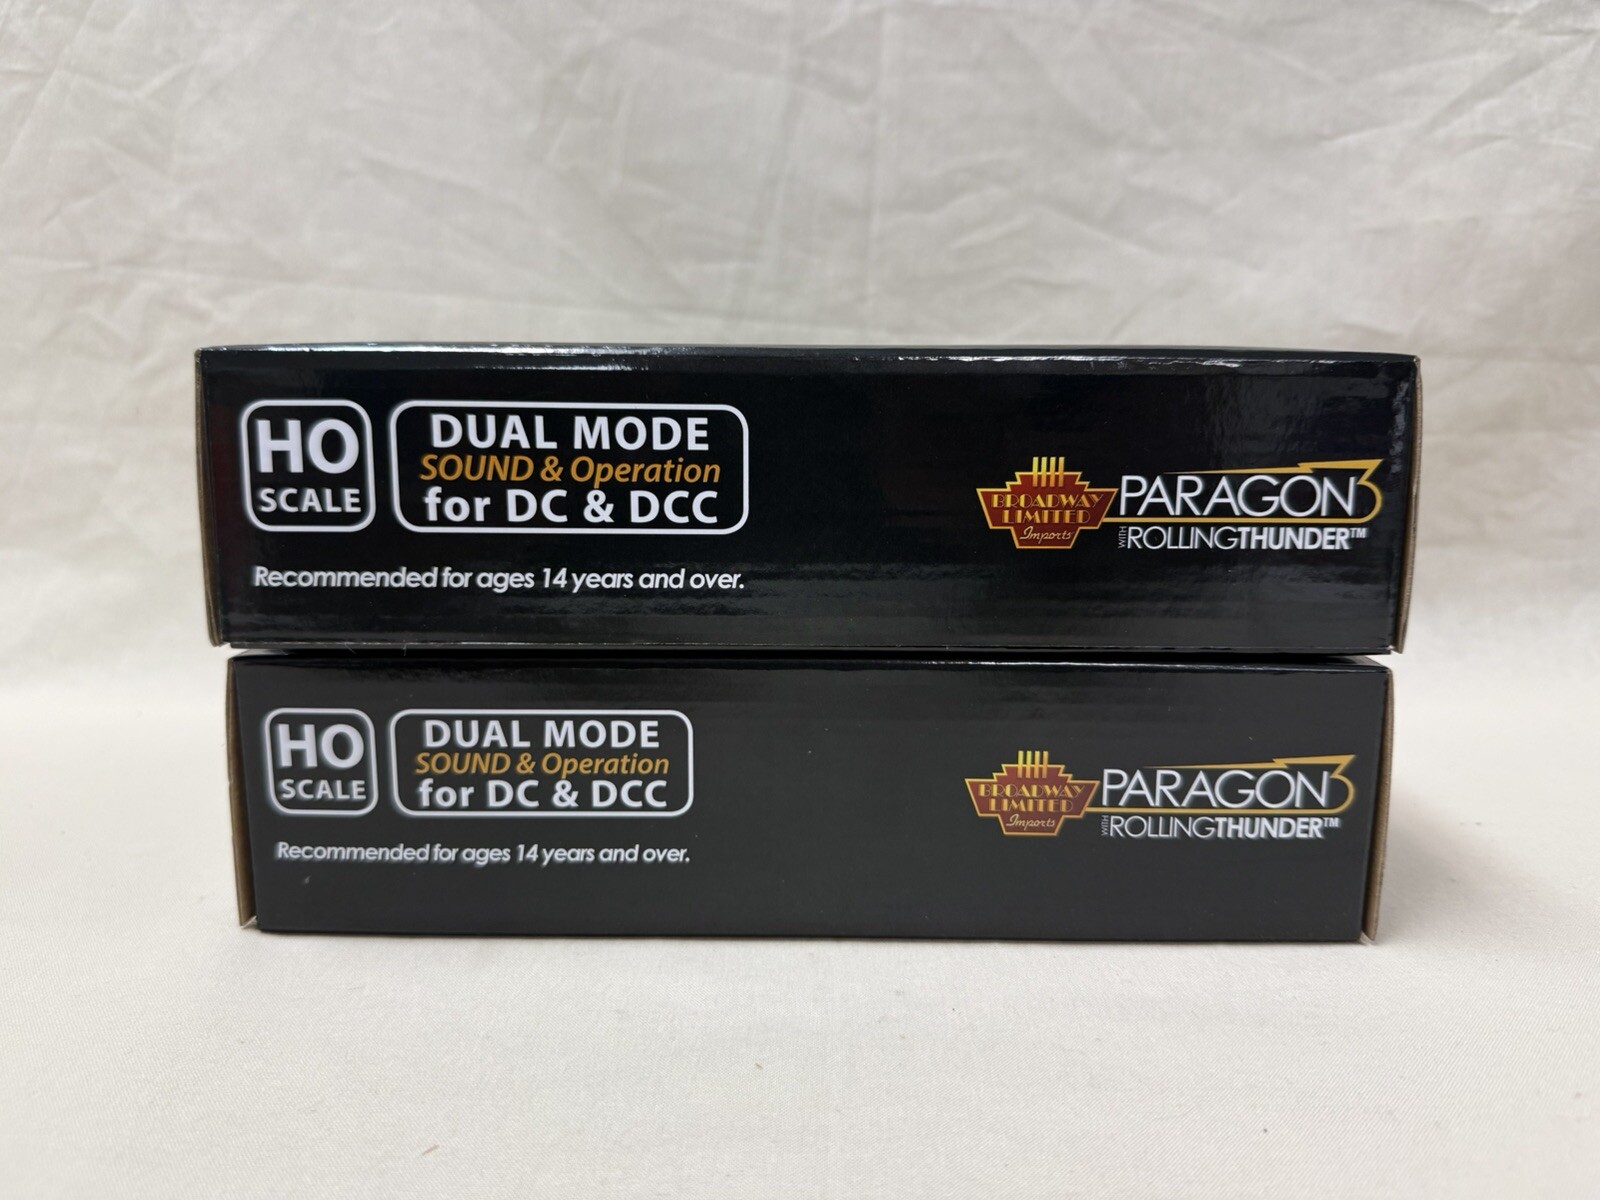 HO
SCALE
DUAL MODE
SOUND & Operation
for DC & DCC
Recommended for ages 14 years and over.
BROADWAY
LIMITED
Imports
PARAGON3
WITH ROLLINGTHUNDER™
HO
SCALE
DUAL MODE
SOUND & Operation
for DC & DCC
Recommended for ages 14 years and over.
BROADWAY
LIMITED
Imports
PARAGON3
WITH ROLLINGTHUNDER™